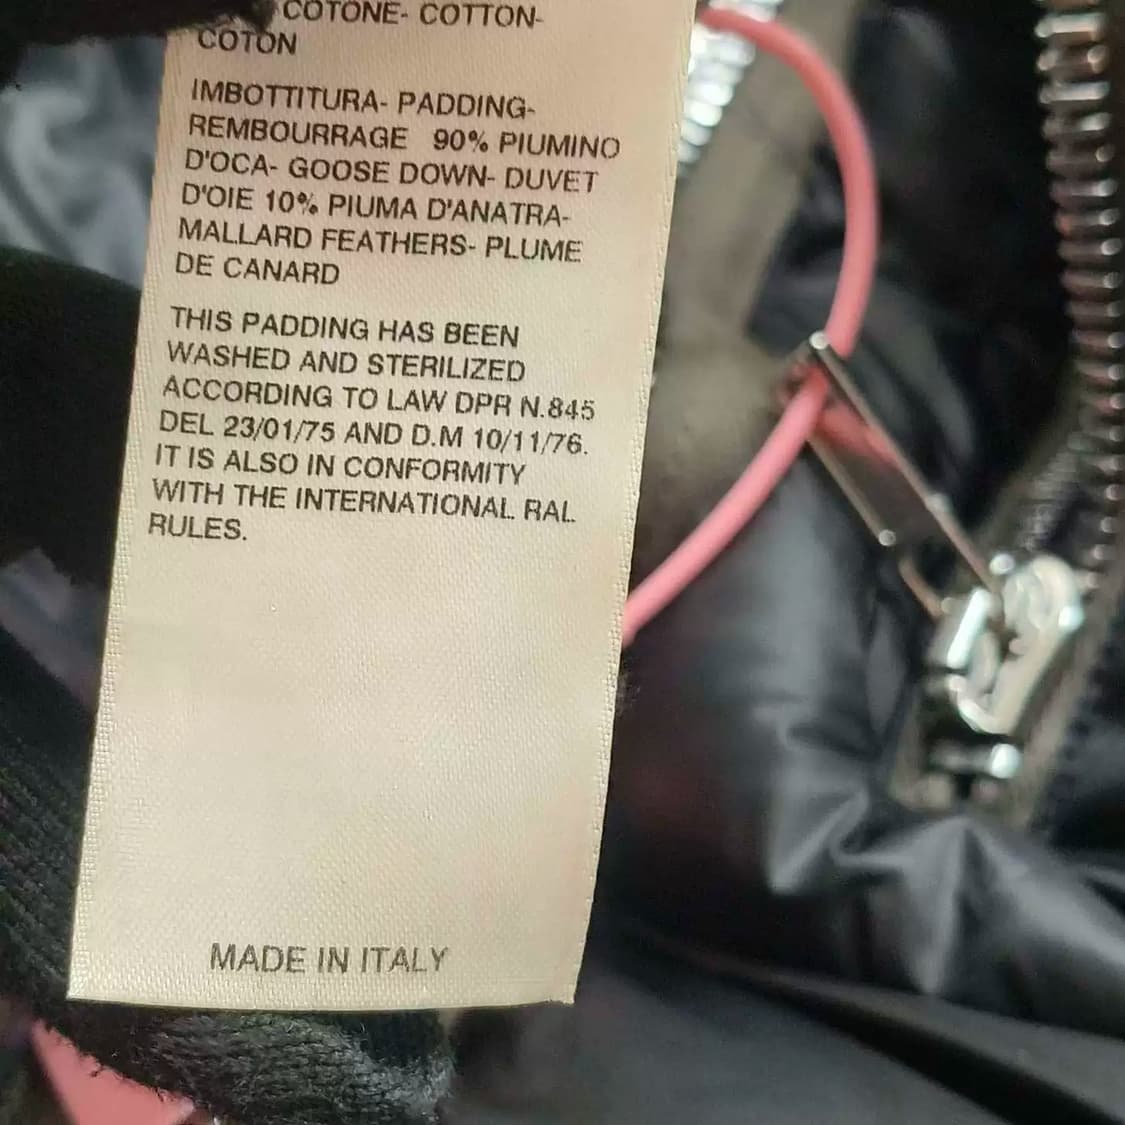 COTONE- COTTON-
COTON
IMBOTTITURA- PADDING-
REMBOURRAGE 90% PIUMINO
D'OCA- GOOSE DOWN- DUVET
D'OIE 10% PIUMA D'ANATRA-
MALLARD FEATHERS- PLUME
DE CANARD
THIS PADDING HAS BEEN
WASHED AND STERILIZED
ACCORDING TO LAW DPR N.845
DEL 23/01/75 AND D.M 10/11/76.
IT IS ALSO IN CONFORMITY
WITH THE INTERNATIONAL RAL
RULES.
MADE IN ITALY